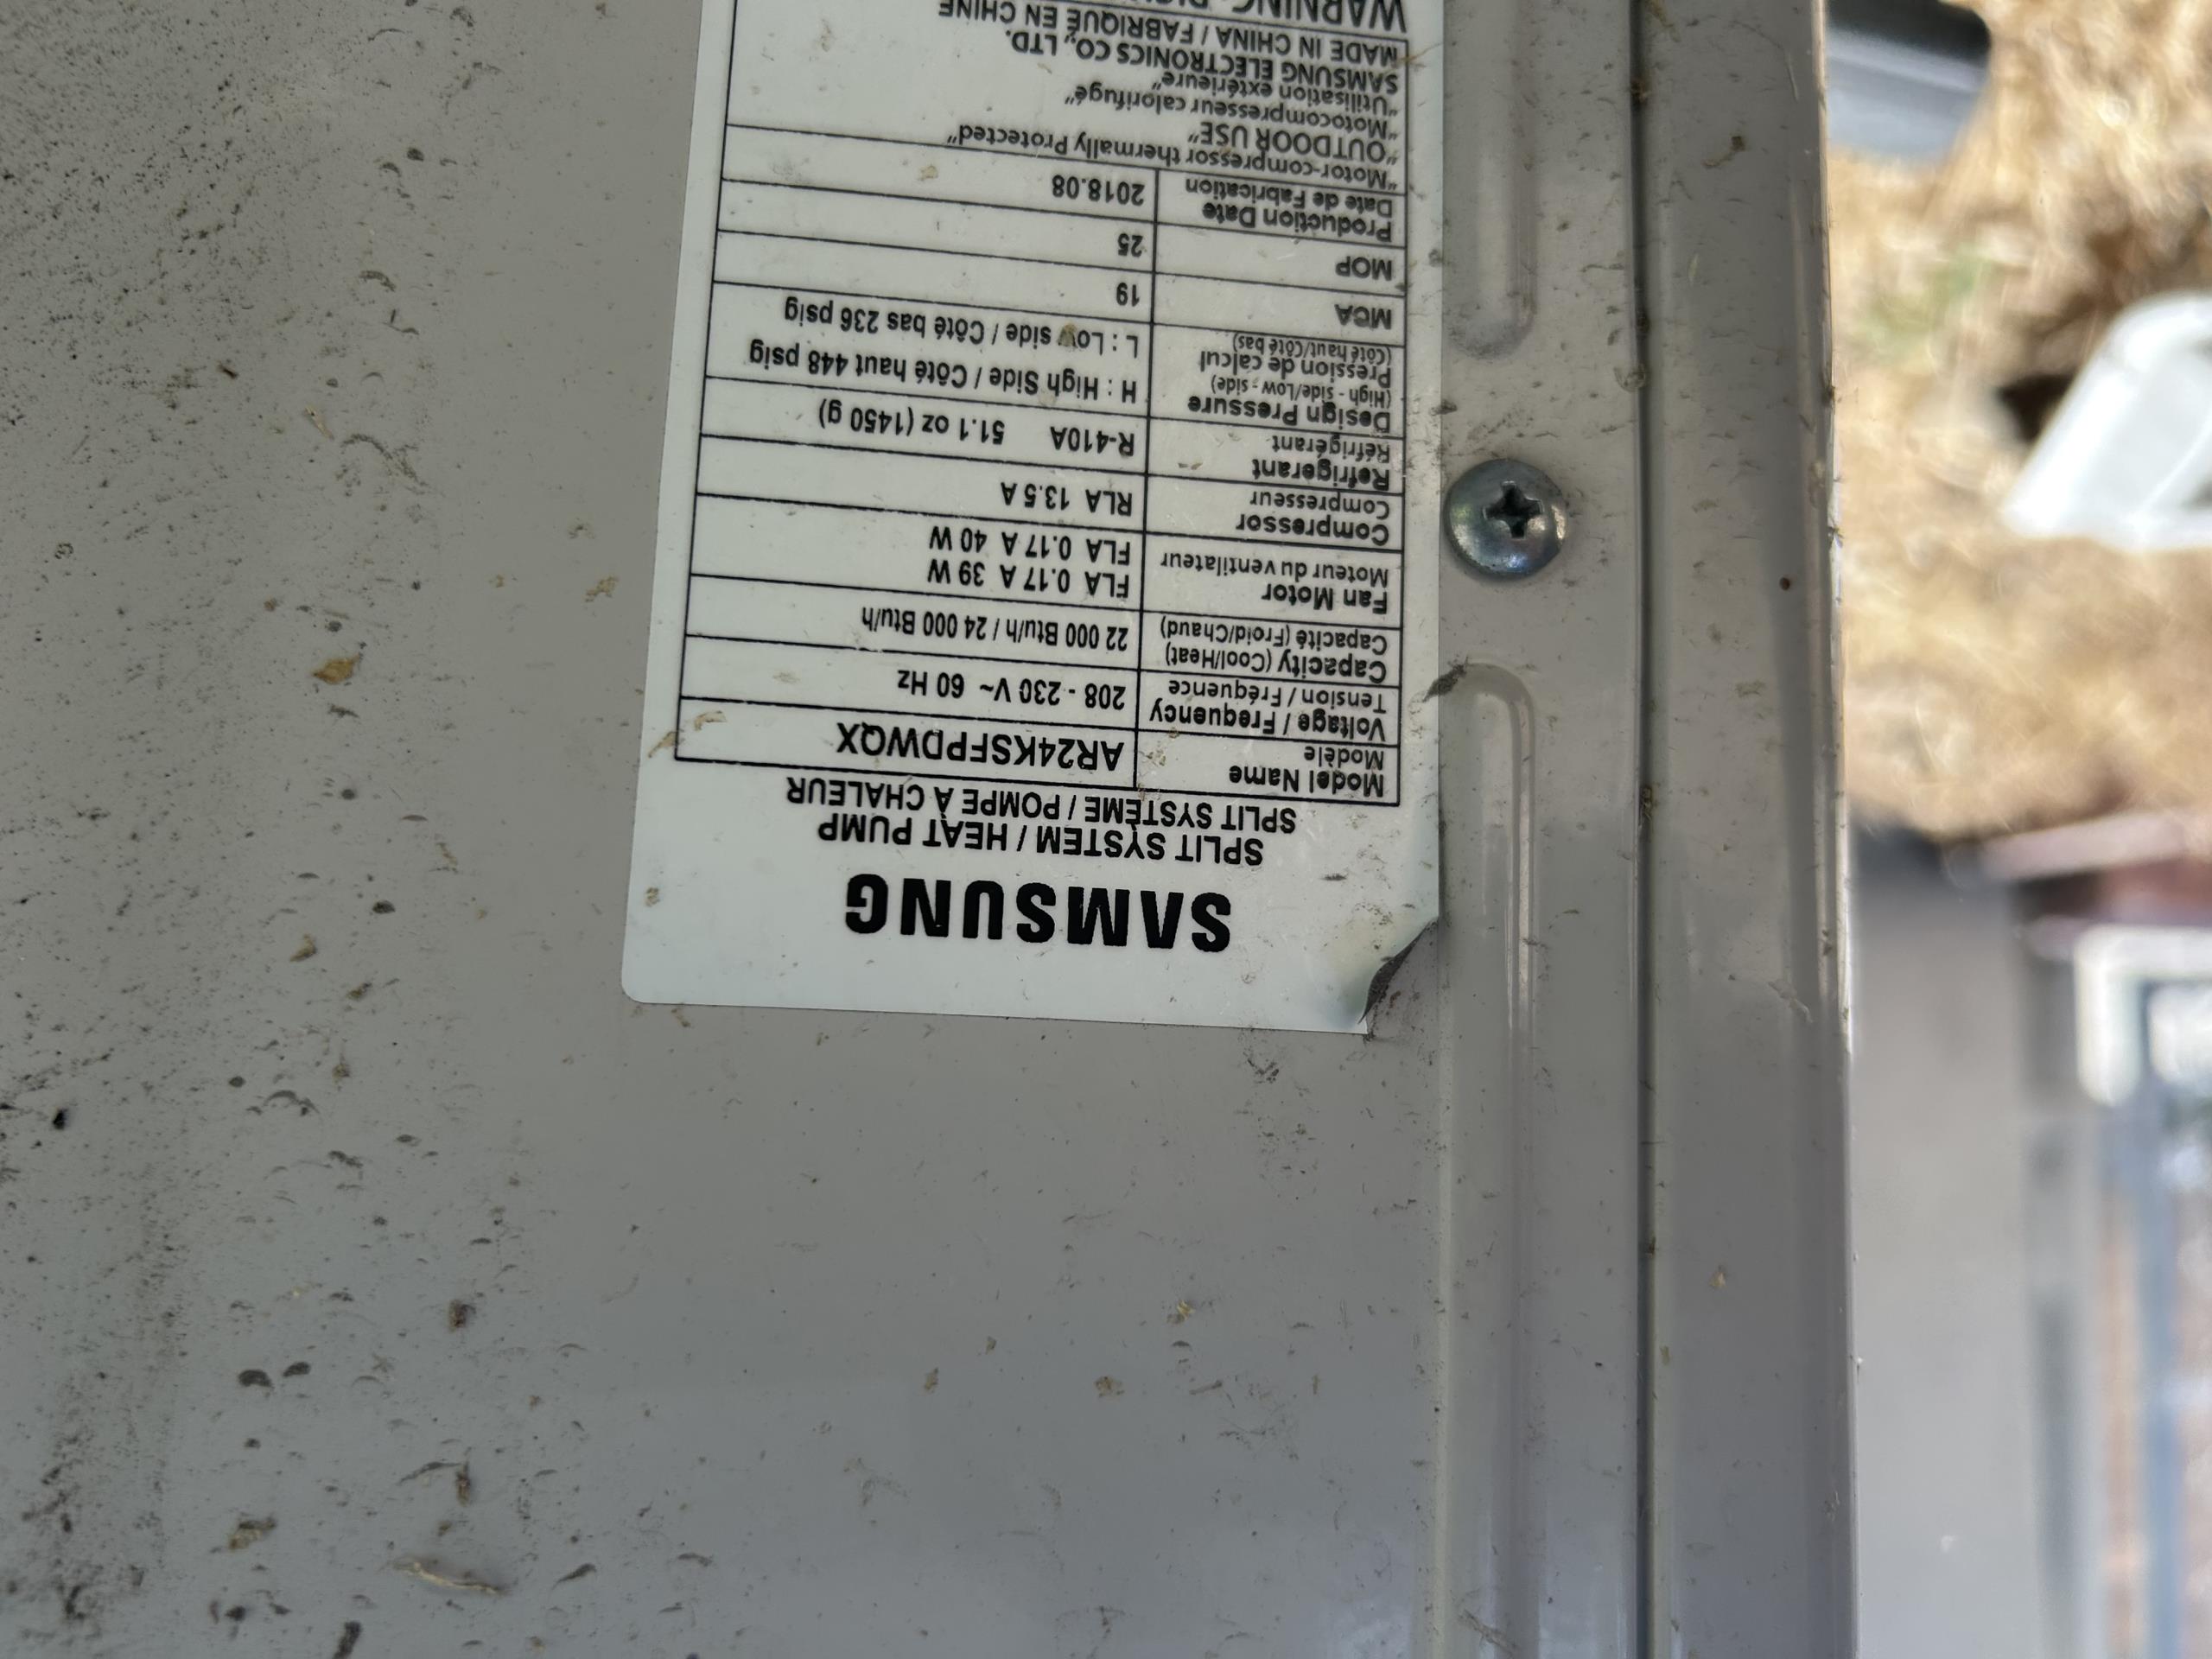 SAMSUNG
SPLIT SYSTEM / HEAT PUMP
SPLIT SYSTÈME / POMPE À CHALEUR
Model Name
Modèle
AR24KSFPDWQX
Voltage / Frequency
Tension / Fréquence
208 - 230 V~ 60 Hz
Capacity (Cool/Heat)
Capacité (Froid/Chaud)
22 000 Btu/h / 24 000 Btu/h
Fan Motor
Moteur du ventilateur
FLA 0.17 A 39 W
FLA 0.17 A 40 W
Compressor
Compresseur
RLA 13.5 A
Refrigerant
Réfrigérant
R-410A 51.1 oz (1450 g)
Design Pressure
(High - side/Low - side)
Pression de calcul
(Côté haut/Côté bas)
H : High Side / Côté haut 448 psig
L : Low side / Côté bas 236 psig
MCA
19
MOP
25
Production Date
Date de Fabrication
2018.08
"Motor-compressor thermally Protected"
"OUTDOOR USE"
"Motocompresseur calorifugé"
"Utilisation extérieure"
SAMSUNG ELECTRONICS CO., LTD.
MADE IN CHINA / FABRIQUÉ EN CHINE
WARNING